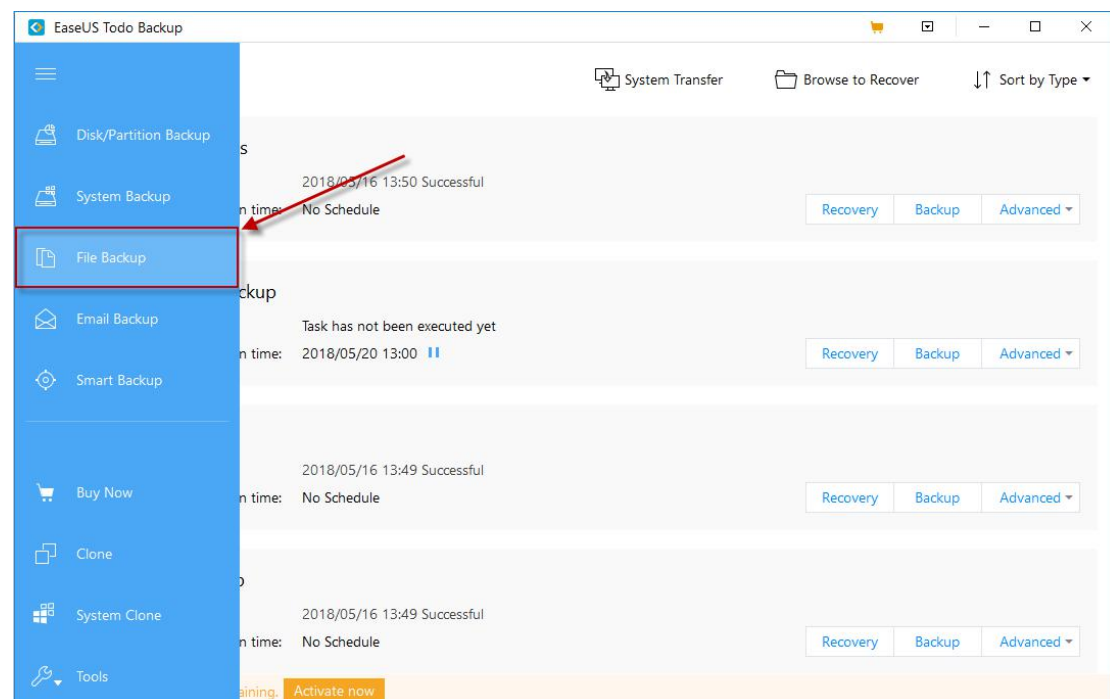 EaseUS Todo Backup
System Transfer
Browse to Recover
Sort by Type
Disk/Partition Backup
System Backup
File Backup
Email Backup
Smart Backup
Buy Now
Clone
System Clone
Tools
s
2018/05/16 13:50 Successful
n time: No Schedule
Recovery Backup Advanced
ckup
Task has not been executed yet
n time: 2018/05/20 13:00
Recovery Backup Advanced
2018/05/16 13:49 Successful
n time: No Schedule
Recovery Backup Advanced
2018/05/16 13:49 Successful
n time: No Schedule
Recovery Backup Advanced
aining. Activate now